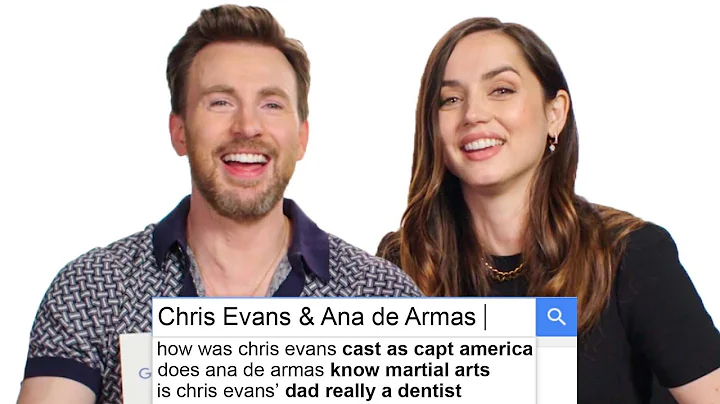 Chris Evans & Ana de Armas
how was chris evans cast as capt america
does ana de armas know martial arts
is chris evans' dad really a dentist